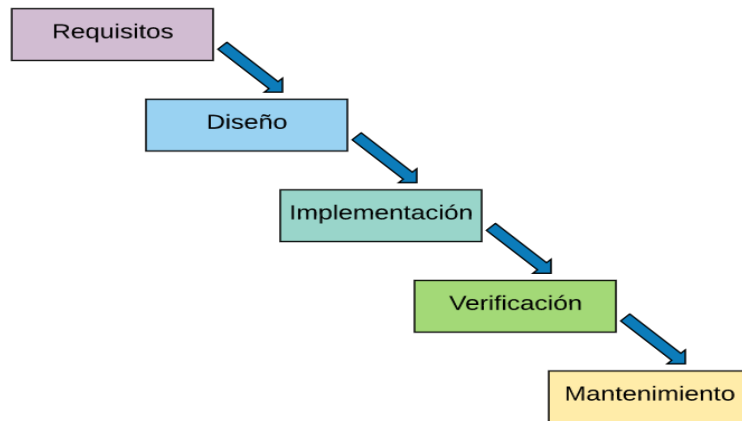 Requisitos
Diseño
Implementación
Verificación
Mantenimiento